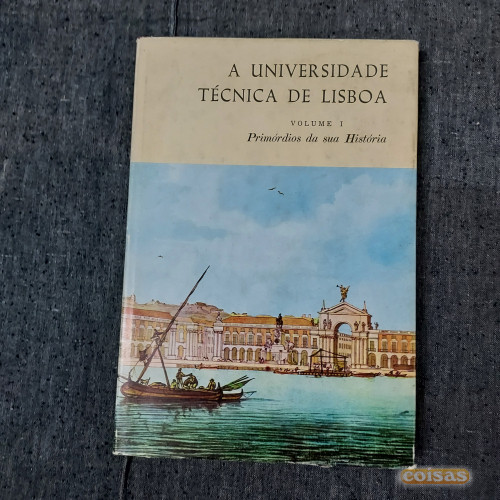 A UNIVERSIDADE
TÉCNICA DE LISBOA
VOLUME I
Primórdios da sua História
coisas